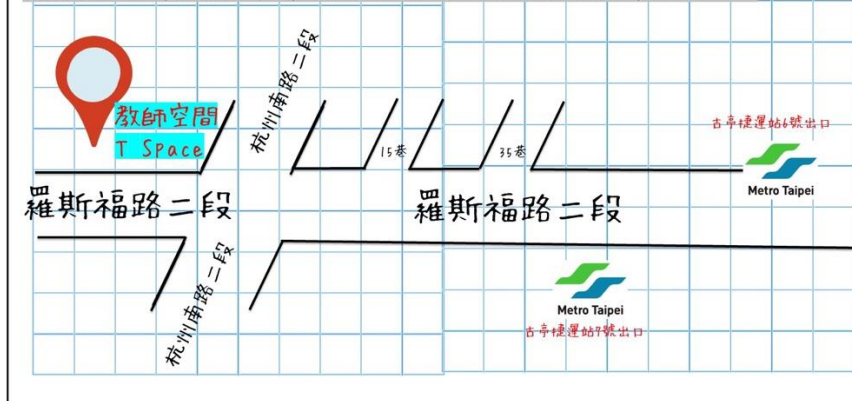 杭州南路二段
教師空間
T Space
15巷
35巷
古亭捷運站6號出口
Metro Taipei
羅斯福路二段
羅斯福路二段
杭州南路二段
Metro Taipei
古亭捷運站7號出口